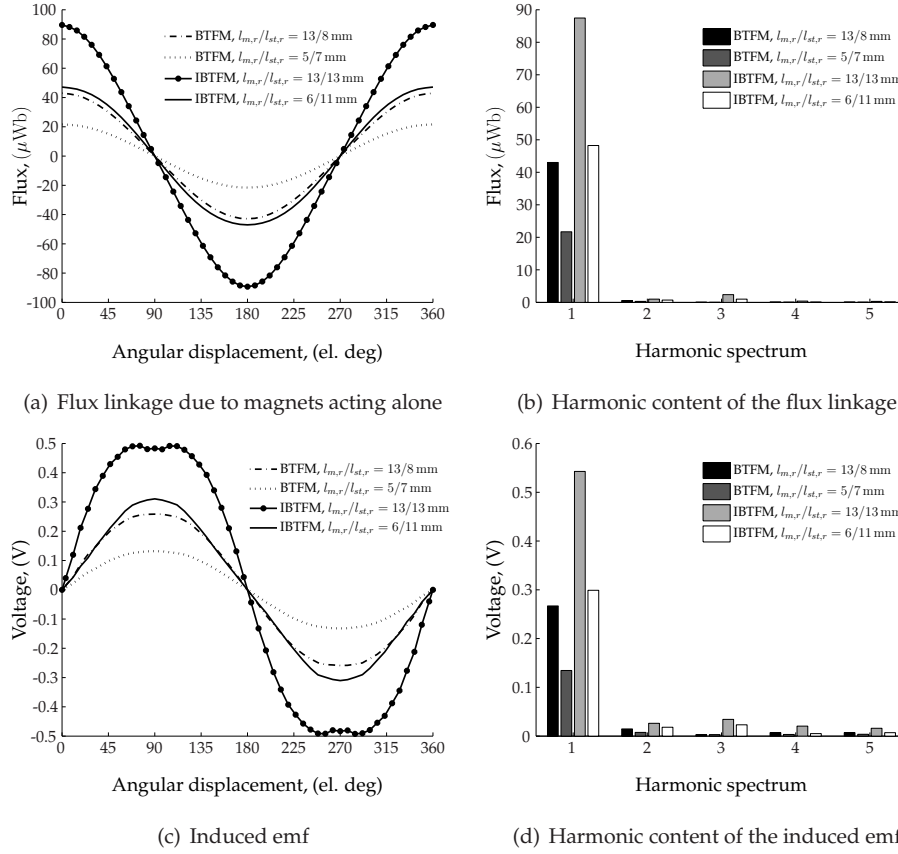 100
80
60
40
20
0
-20
-40
-60
-80
-100
Flux, (μWb)
0 45 90 135 180 225 270 315 360
Angular displacement, (el. deg)
BTFM, l_{m,r}/l_{st,r} = 13/8 mm
BTFM, l_{m,r}/l_{st,r} = 5/7 mm
IBTFM, l_{m,r}/l_{st,r} = 13/13 mm
IBTFM, l_{m,r}/l_{st,r} = 6/11 mm
(a) Flux linkage due to magnets acting alone
90
80
70
60
50
40
30
20
10
0
Flux, (μWb)
1 2 3 4 5
Harmonic spectrum
BTFM, l_{m,r}/l_{st,r} = 13/8 mm
BTFM, l_{m,r}/l_{st,r} = 5/7 mm
IBTFM, l_{m,r}/l_{st,r} = 13/13 mm
IBTFM, l_{m,r}/l_{st,r} = 6/11 mm
(b) Harmonic content of the flux linkage
0.5
0.4
0.3
0.2
0.1
0
-0.1
-0.2
-0.3
-0.4
-0.5
Voltage, (V)
0 45 90 135 180 225 270 315 360
Angular displacement, (el. deg)
BTFM, l_{m,r}/l_{st,r} = 13/8 mm
BTFM, l_{m,r}/l_{st,r} = 5/7 mm
IBTFM, l_{m,r}/l_{st,r} = 13/13 mm
IBTFM, l_{m,r}/l_{st,r} = 6/11 mm
(c) Induced emf
0.6
0.5
0.4
0.3
0.2
0.1
0
Voltage, (V)
1 2 3 4 5
Harmonic spectrum
BTFM, l_{m,r}/l_{st,r} = 13/8 mm
BTFM, l_{m,r}/l_{st,r} = 5/7 mm
IBTFM, l_{m,r}/l_{st,r} = 13/13 mm
IBTFM, l_{m,r}/l_{st,r} = 6/11 mm
(d) Harmonic content of the induced emf